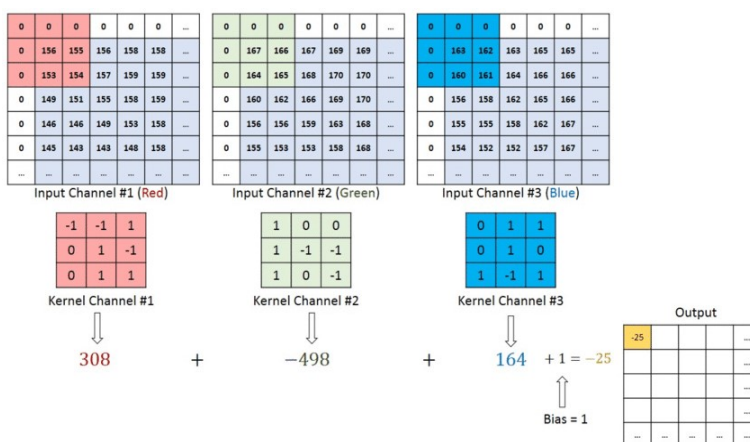 0 0 0 0 0 0 ...
0 156 155 156 158 158 ...
0 153 154 157 159 159 ...
0 149 151 155 158 159 ...
0 146 146 149 153 158 ...
0 145 143 143 148 158 ...
... ... ... ... ... ... ...
Input Channel #1 (Red)
0 0 0 0 0 0 ...
0 167 166 167 169 169 ...
0 164 165 168 170 170 ...
0 160 162 166 169 170 ...
0 156 156 159 163 168 ...
0 155 153 153 158 168 ...
... ... ... ... ... ... ...
Input Channel #2 (Green)
0 0 0 0 0 0 ...
0 163 162 163 165 165 ...
0 160 161 164 166 166 ...
0 156 158 162 165 166 ...
0 155 155 158 162 167 ...
0 154 152 152 157 167 ...
... ... ... ... ... ... ...
Input Channel #3 (Blue)
-1 -1 1
0 1 -1
0 1 1
Kernel Channel #1
1 0 0
1 -1 -1
1 0 -1
Kernel Channel #2
0 1 1
0 1 0
1 -1 1
Kernel Channel #3
308 + −498 + 164 + 1 = −25
Bias = 1
Output
-25 ...
...
...
...
... ... ... ... ...